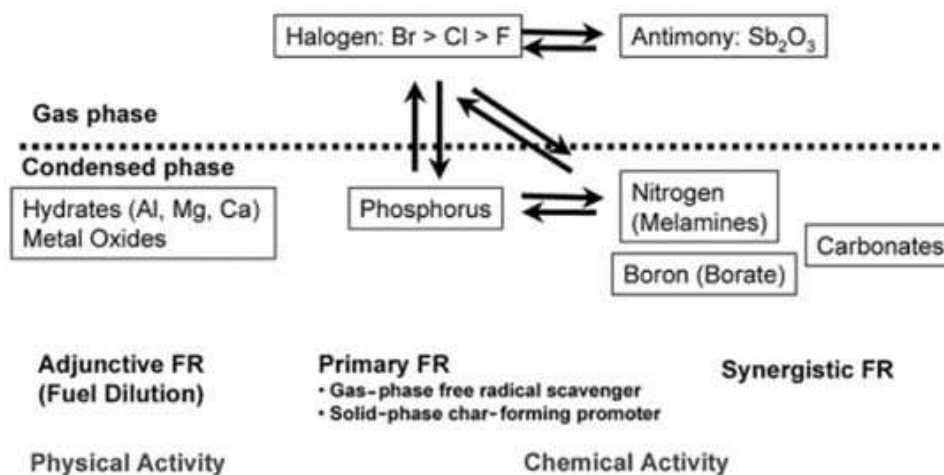 Halogen: Br > Cl > F
Antimony: Sb₂O₃
Gas phase
Condensed phase
Hydrates (Al, Mg, Ca)
Metal Oxides
Phosphorus
Nitrogen
(Melamines)
Carbonates
Boron (Borate)
Adjunctive FR
(Fuel Dilution)
Primary FR
• Gas-phase free radical scavenger
• Solid-phase char-forming promoter
Synergistic FR
Physical Activity
Chemical Activity